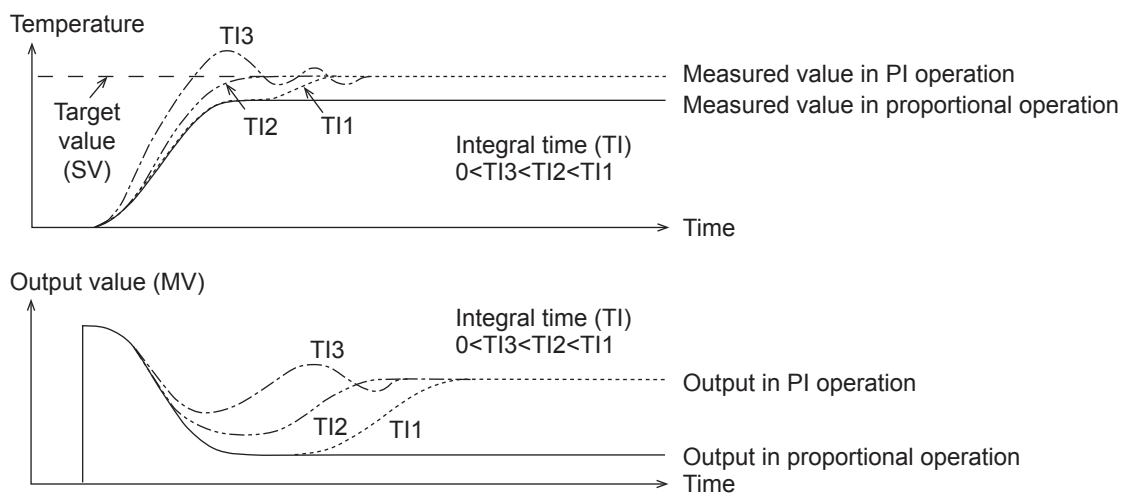 Temperature
TI3
Measured value in PI operation
Target
value
(SV)
TI2
TI1
Measured value in proportional operation
Integral time (TI)
0<TI3<TI2<TI1
Time
Output value (MV)
Integral time (TI)
0<TI3<TI2<TI1
TI3
Output in PI operation
TI2
TI1
Output in proportional operation
Time